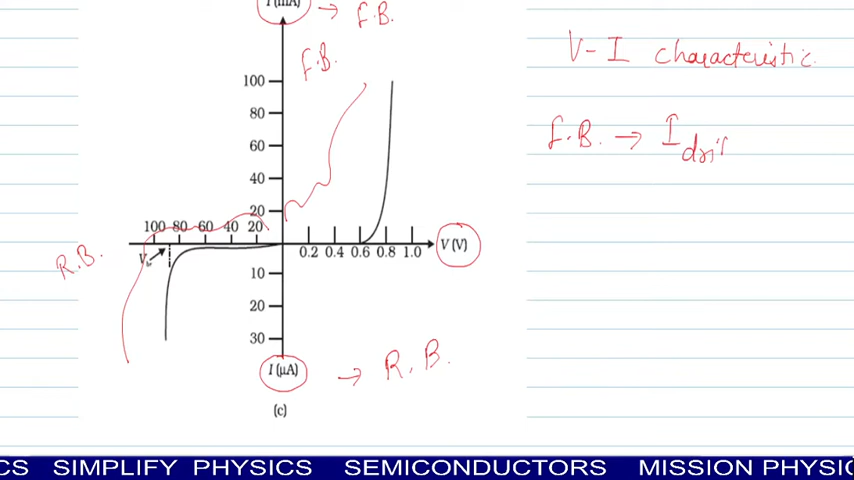 I (mA) → f.B.
f.B.
V-I characteristic.
100
80
60
40
20
f.B. → I drif
100 80 60 40 20
0.2 0.4 0.6 0.8 1.0 V (V)
R.B.
10
20
30
I (μA) → R.B.
(c)
CS SIMPLIFY PHYSICS SEMICONDUCTORS MISSION PHYSIC